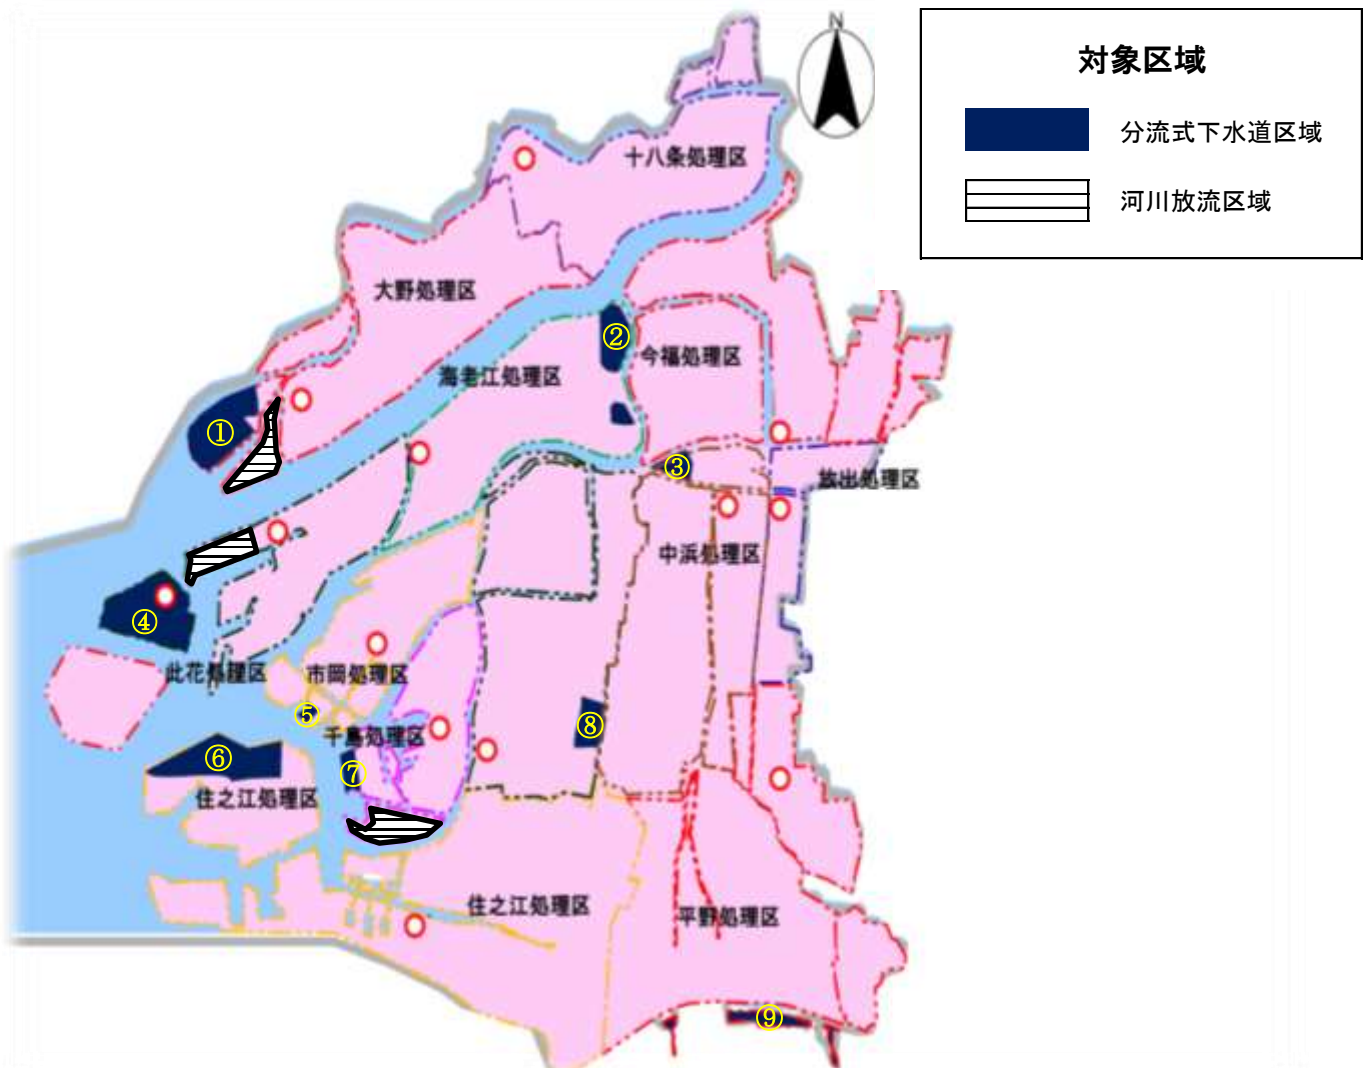 N
対象区域
分流式下水道区域
河川放流区域
十八条処理区
大野処理区
②
今福処理区
海老江処理区
①
③
放出処理区
中浜処理区
④
此花処理区
市岡処理区
⑤
千島処理区
⑧
⑥
⑦
住之江処理区
住之江処理区
平野処理区
⑨